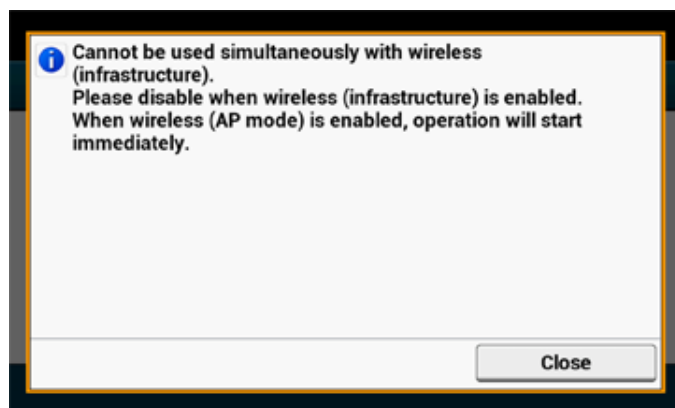 Cannot be used simultaneously with wireless
(infrastructure).
Please disable when wireless (infrastructure) is enabled.
When wireless (AP mode) is enabled, operation will start
immediately.
Close